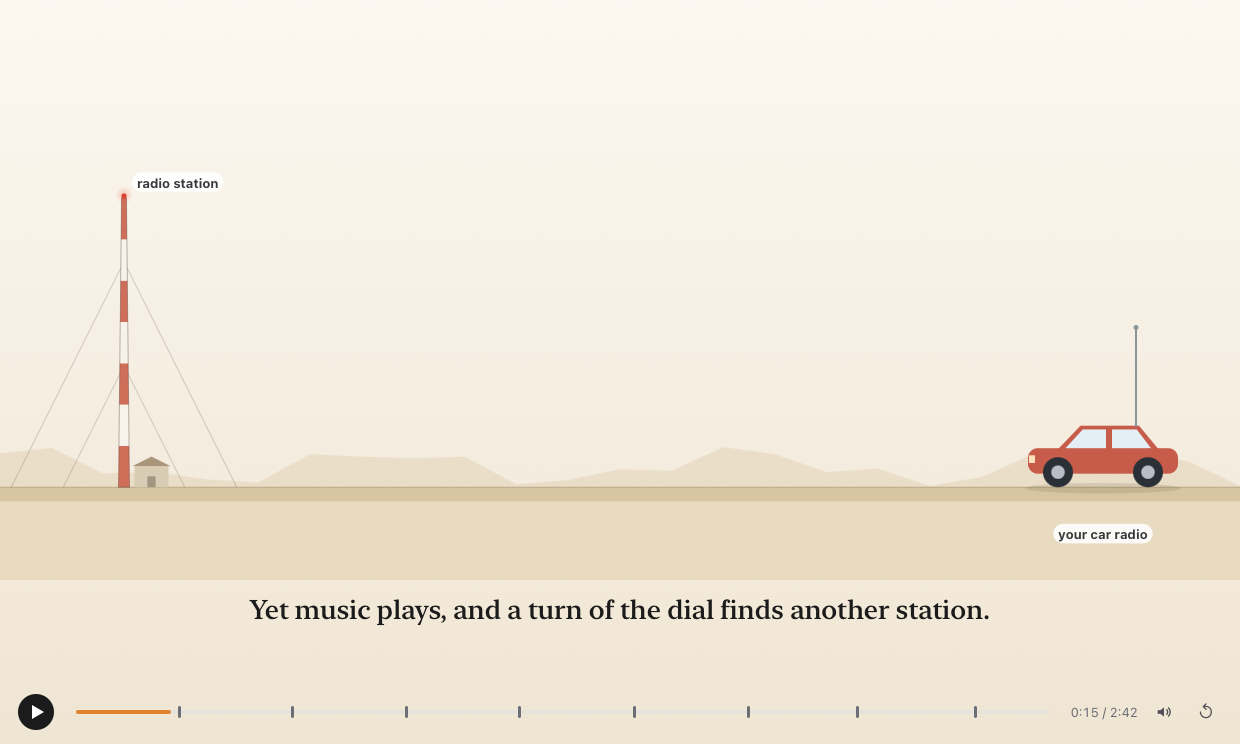 radio station
your car radio
Yet music plays, and a turn of the dial finds another station.
0:15 / 2:42